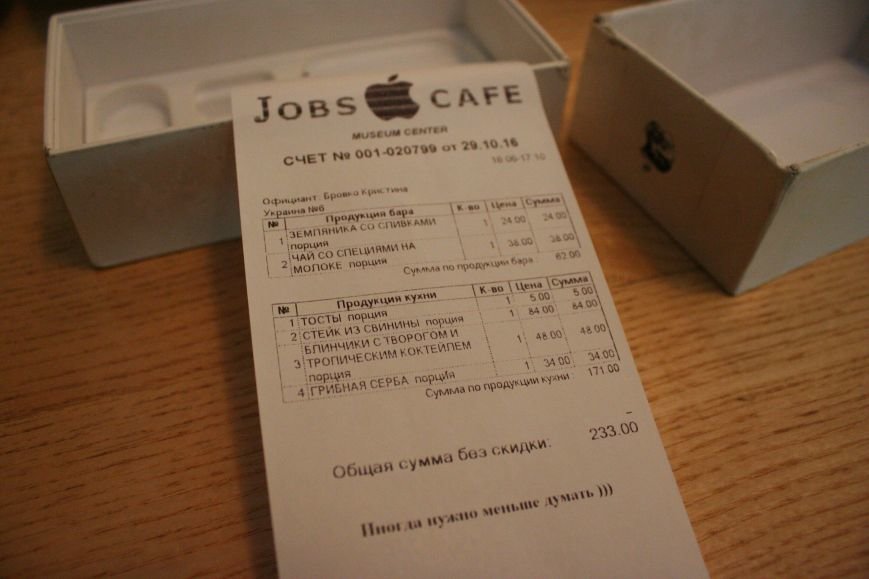 JOBS CAFE
MUSEUM CENTER
СЧЕТ № 001-020799 от 29.10.16
16:06-17:10
Официант: Бровко Кристина
Украина №6
№ Продукция бара К-во Цена Сумма
1 ЗЕМЛЯНИКА СО СЛИВКАМИ порция 1 24.00 24.00
2 ЧАЙ СО СПЕЦИЯМИ НА МОЛОКЕ порция 1 38.00 38.00
Сумма по продукции бара: 62.00
№ Продукция кухни К-во Цена Сумма
1 ТОСТЫ порция 1 5.00 5.00
2 СТЕЙК ИЗ СВИНИНЫ порция 1 84.00 84.00
3 БЛИНЧИКИ С ТВОРОГОМ И ТРОПИЧЕСКИМ КОКТЕЙЛЕМ порция 1 48.00 48.00
4 ГРИБНАЯ СЕРБА порциЙ 1 34.00 34.00
Сумма по продукции кухни: 171.00
–
Общая сумма без скидки: 233.00
Иногда нужно меньше думать )))